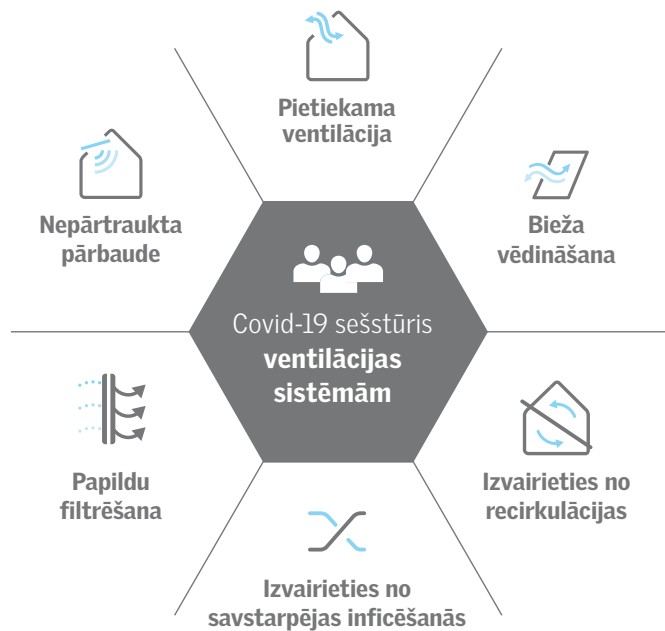 Pietiekama
ventilācija
Nepārtraukta
pārbaude
Bieža
vēdināšana
Covid-19 sešstūris
ventilācijas
sistēmām
Papildu
filtrēšana
Izvairieties no
recirkulācijas
Izvairieties no
savstarpējas inficēšanās